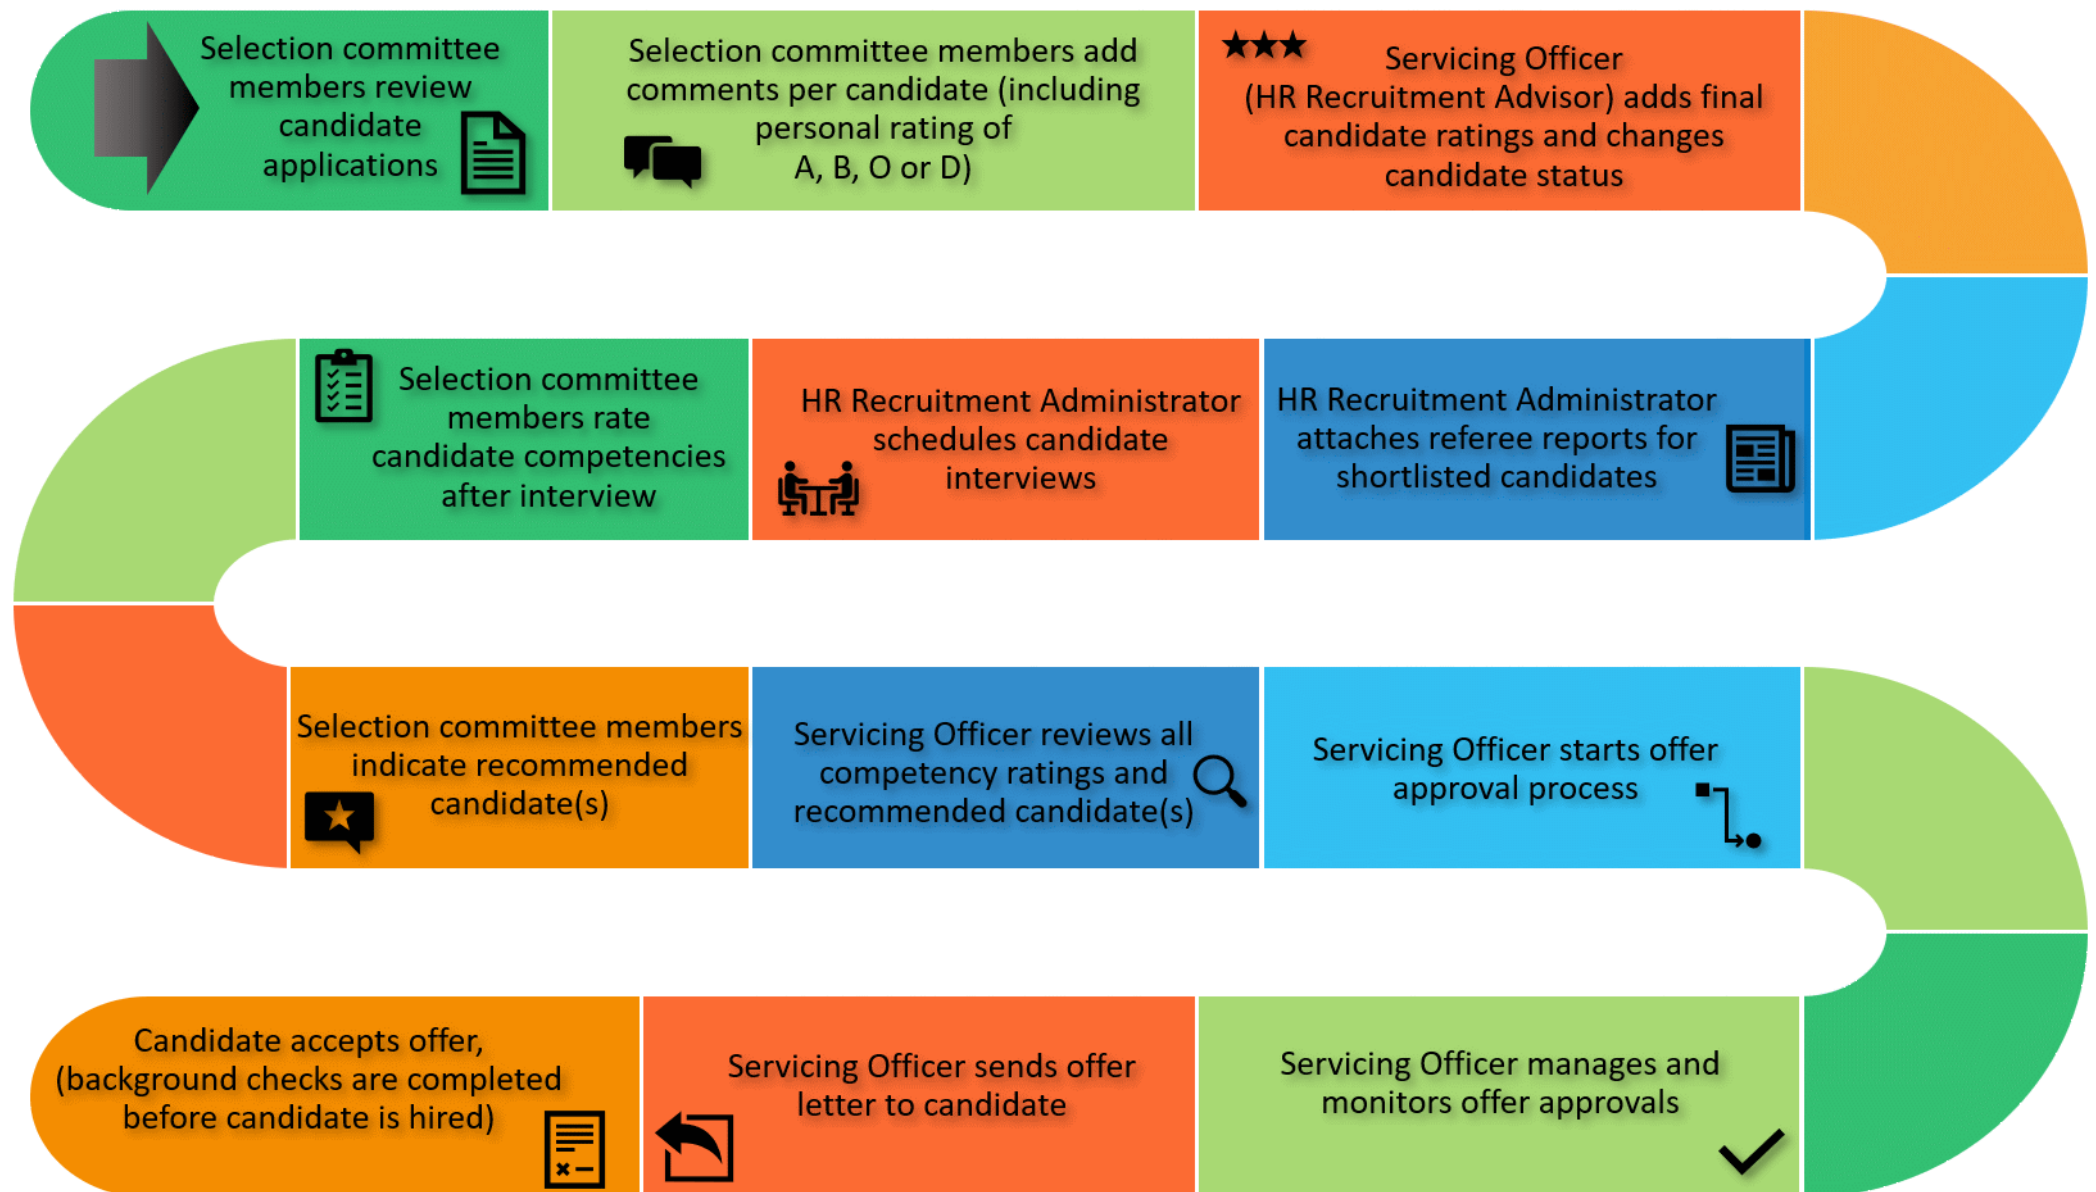 Selection committee
members review
candidate
applications
Selection committee members add
comments per candidate (including
personal rating of
A, B, O or D)
Servicing Officer
(HR Recruitment Advisor) adds final
candidate ratings and changes
candidate status
HR Recruitment Administrator
attaches referee reports for
shortlisted candidates
HR Recruitment Administrator
schedules candidate
interviews
Selection committee
members rate
candidate competencies
after interview
Selection committee members
indicate recommended
candidate(s)
Servicing Officer reviews all
competency ratings and
recommended candidate(s)
Servicing Officer starts offer
approval process
Servicing Officer manages and
monitors offer approvals
Servicing Officer sends offer
letter to candidate
Candidate accepts offer,
(background checks are completed
before candidate is hired)